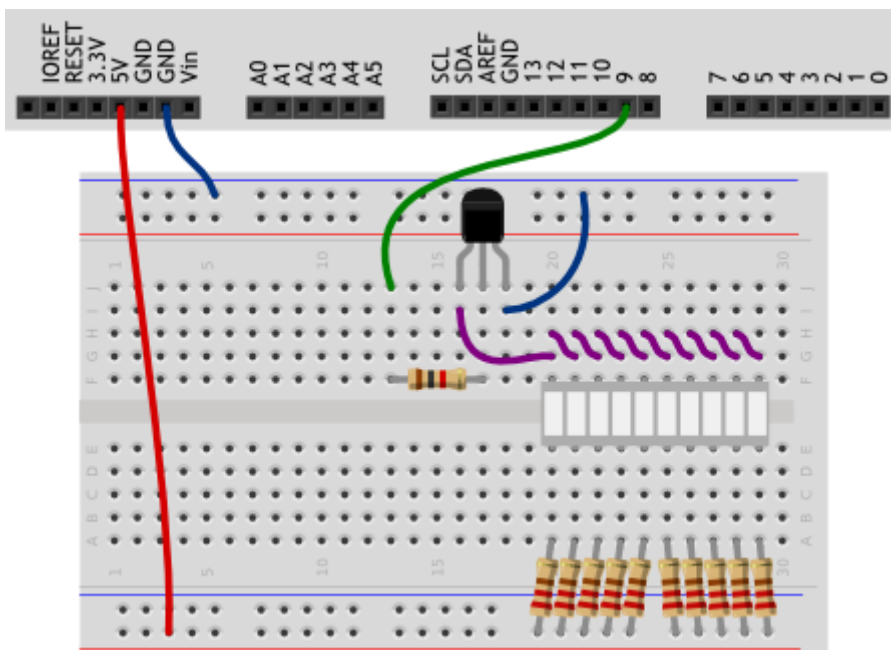 IOREF RESET 3.3V 5V GND GND Vin A0 A1 A2 A3 A4 A5 SCL SDA AREF GND 13 12 11 10 9 8 7 6 5 4 3 2 1 0
1 5 10 15 20 25 30
J J
I I
H H
G G
F F
E E
D D
C C
B B
A A
1 5 10 15 30